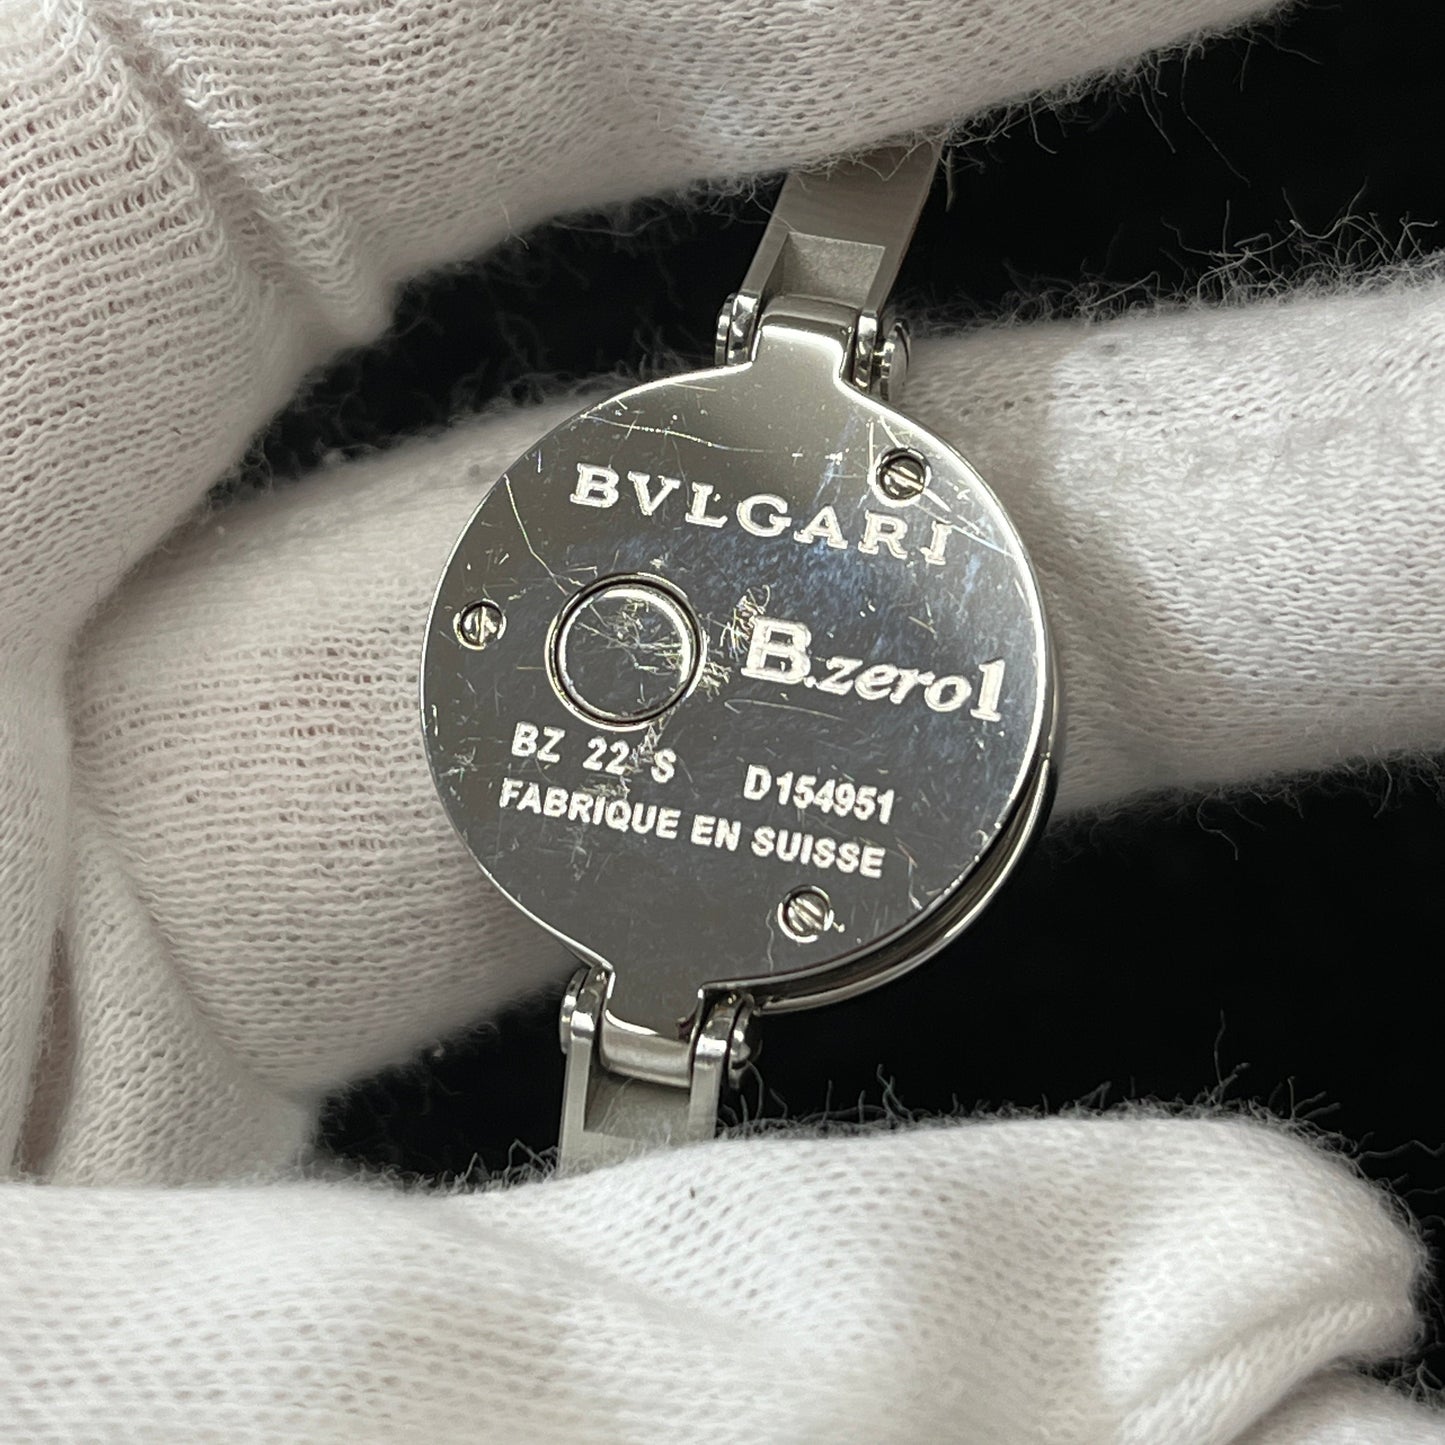 BVLGARI
B.zero1
BZ 22 S D154951
FABRIQUE EN SUISSE